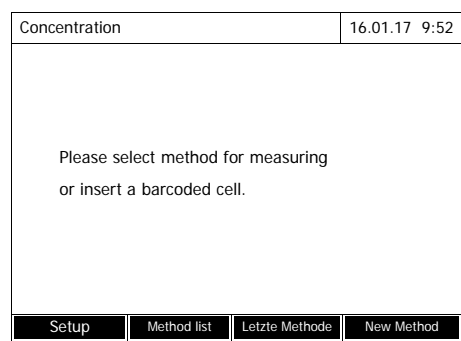 Concentration 16.01.17 9:52
Please select method for measuring
or insert a barcoded cell.
Setup Method list Letzte Methode New Method